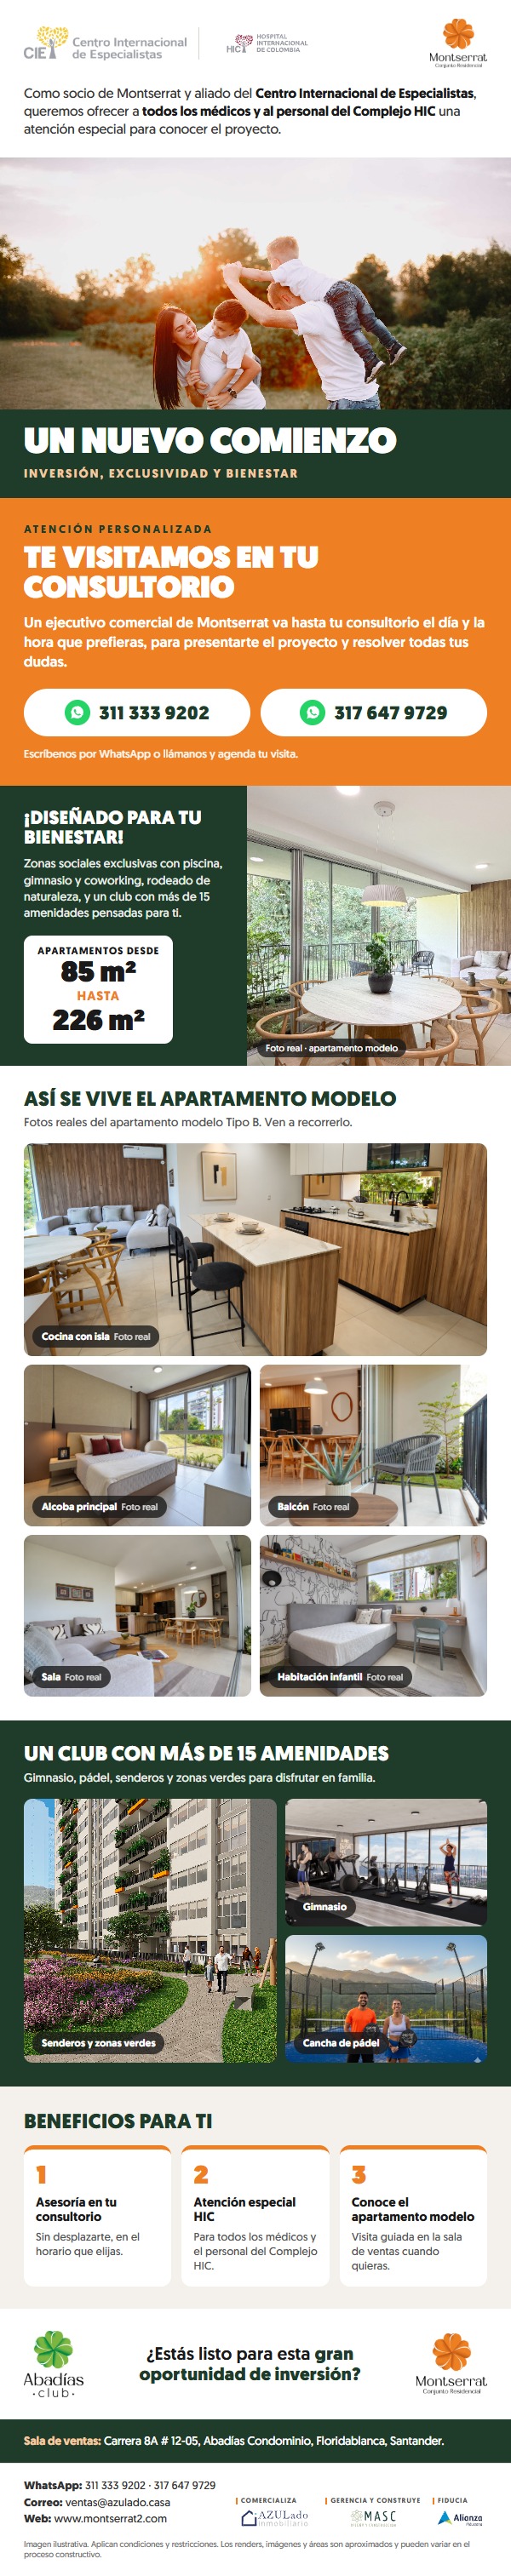 CIE Centro Internacional
de Especialistas
HIC HOSPITAL
INTERNACIONAL
DE COLOMBIA
Montserrat
Conjunto Residencial
Como socio de Montserrat y aliado del Centro Internacional de Especialistas,
queremos ofrecer a todos los médicos y al personal del Complejo HIC una
atención especial para conocer el proyecto.
UN NUEVO COMIENZO
INVERSIÓN, EXCLUSIVIDAD Y BIENESTAR
ATENCIÓN PERSONALIZADA
TE VISITAMOS EN TU
CONSULTORIO
Un ejecutivo comercial de Montserrat va hasta tu consultorio el día y la
hora que prefieras, para presentarte el proyecto y resolver todas tus
dudas.
311 333 9202
317 647 9729
Escríbenos por WhatsApp o llámanos y agenda tu visita.
¡DISEÑADO PARA TU
BIENESTAR!
Zonas sociales exclusivas con piscina,
gimnasio y coworking, rodeado de
naturaleza, y un club con más de 15
amenidades pensadas para ti.
APARTAMENTOS DESDE
85 m²
HASTA
226 m²
Foto real · apartamento modelo
ASÍ SE VIVE EL APARTAMENTO MODELO
Fotos reales del apartamento modelo Tipo B. Ven a recorrerlo.
Cocina con isla Foto real
Alcoba principal Foto real
Balcón Foto real
Sala Foto real
Habitación infantil Foto real
UN CLUB CON MÁS DE 15 AMENIDADES
Gimnasio, pádel, senderos y zonas verdes para disfrutar en familia.
Gimnasio
Senderos y zonas verdes
Cancha de pádel
BENEFICIOS PARA TI
1
Asesoría en tu
consultorio
Sin desplazarte, en el
horario que elijas.
2
Atención especial
HIC
Para todos los médicos y
el personal del Complejo
HIC.
3
Conoce el
apartamento modelo
Visita guiada en la sala
de ventas cuando
quieras.
Abadías
· club ·
¿Estás listo para esta gran
oportunidad de inversión?
Montserrat
Conjunto Residencial
Sala de ventas: Carrera 8A # 12-05, Abadías Condominio, Floridablanca, Santander.
WhatsApp: 311 333 9202 · 317 647 9729
Correo: ventas@azulado.casa
Web: www.montserrat2.com
COMERCIALIZA
AZULado
inmobiliario
GERENCIA Y CONSTRUYE
MASC
FIDUCIA
Alianza
Imagen ilustrativa. Aplican condiciones y restricciones. Los renders, imágenes y áreas son aproximados y pueden variar en el
proceso constructivo.